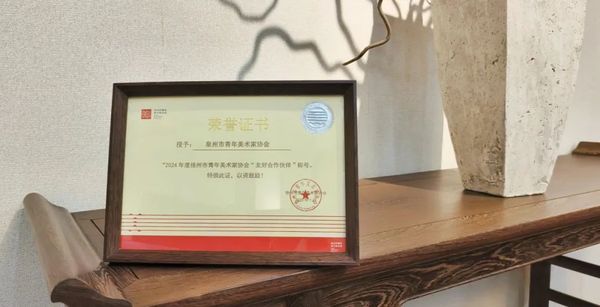 荣誉证书
授予： 泉州市青年美术家协会
“2024年度福州市青年美术家协会“友好合作伙伴”称号。
特颁此证，以资鼓励！